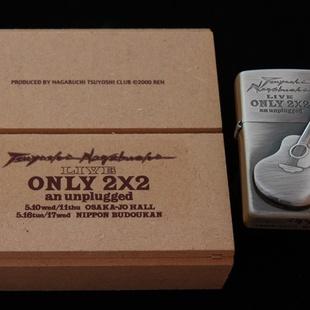 PRODUCED BY NAGABUCHI TSUYOSHI CLUB ©2000 REN
Tsuyoshi Nagabuchi
LIVE
ONLY 2X2
an unplugged
5.10wed/11thu OSAKA-JO HALL
5.16tue/17wed NIPPON BUDOUKAN
Tsuyoshi Nagabuchi
LIVE
ONLY 2X2
an unplugged